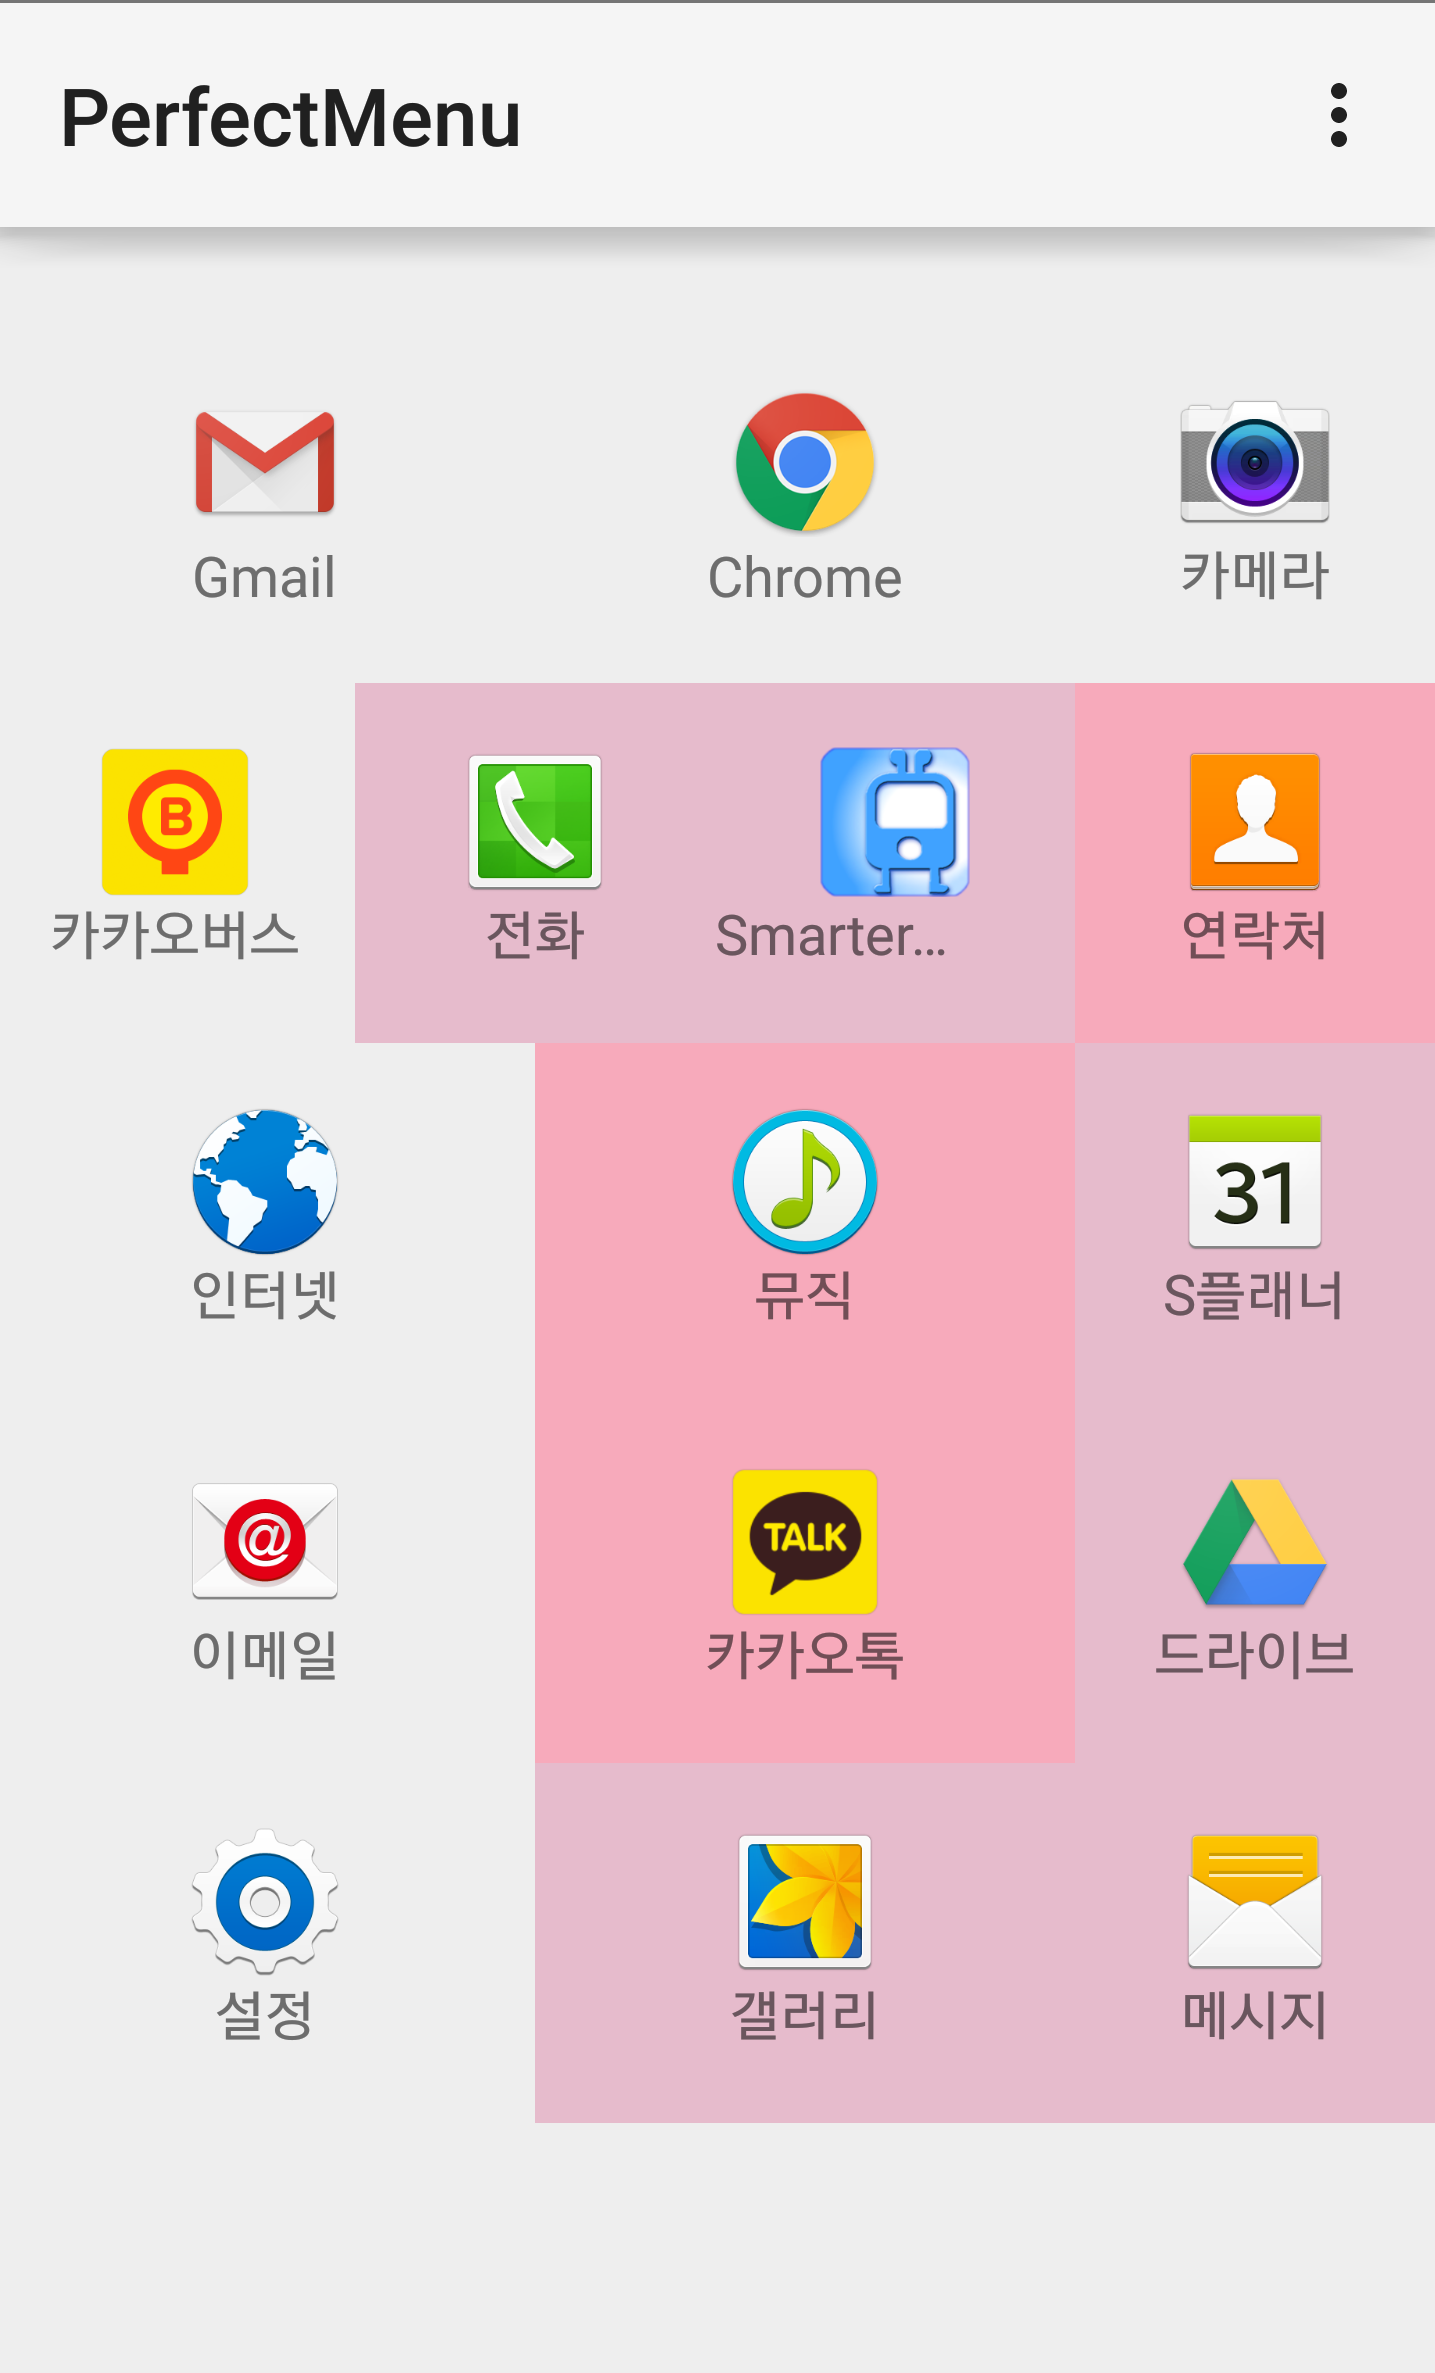 PerfectMenu
Gmail
Chrome
카메라
B
카카오버스
전화
Smarter...
연락처
인터넷
뮤직
31
S플래너
@
이메일
TALK
카카오톡
드라이브
설정
갤러리
메시지